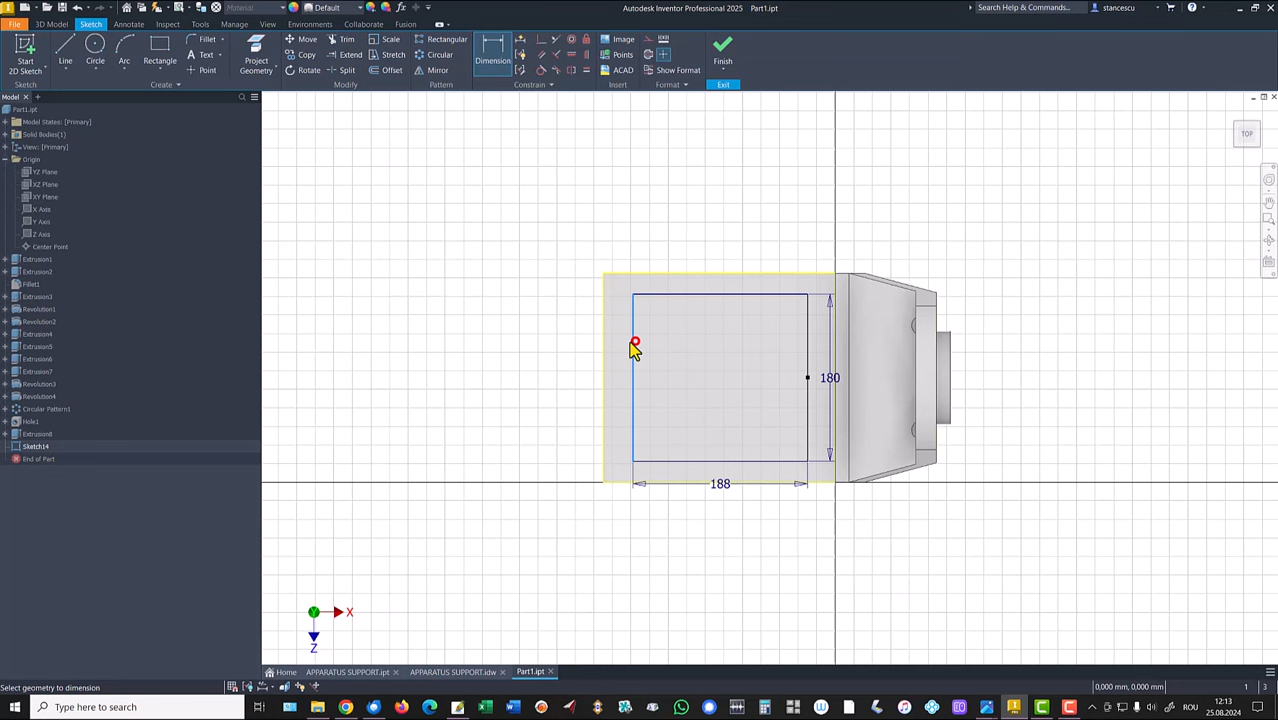 Material
Default
Autodesk Inventor Professional 2025 Part1.ipt
Search Help & Commands...
stancescu
File
3D Model
Sketch
Annotate
Inspect
Tools
Manage
View
Environments
Collaborate
Fusion
Start
2D Sketch
Line
Circle
Arc
Rectangle
Fillet
Text
Point
Project
Geometry
Move
Copy
Rotate
Trim
Extend
Split
Scale
Stretch
Offset
Rectangular
Circular
Mirror
Dimension
Image
Points
ACAD
Show Format
Finish
Sketch
Create
Modify
Pattern
Constrain
Insert
Format
Exit
Model
Part1.ipt
Model States: [Primary]
Solid Bodies(1)
View: [Primary]
Origin
YZ Plane
XZ Plane
XY Plane
X Axis
Y Axis
Z Axis
Center Point
Extrusion1
Extrusion2
Fillet1
Extrusion3
Revolution1
Revolution2
Extrusion4
Extrusion5
Extrusion6
Extrusion7
Revolution3
Revolution4
Circular Pattern1
Hole1
Extrusion8
Sketch14
End of Part
TOP
180
188
X
Y
Z
Home
APPARATUS SUPPORT.ipt
APPARATUS SUPPORT.idw
Part1.ipt
Select geometry to dimension
0,000 mm, 0,000 mm
1
3
Type here to search
ROU
12:13
25.08.2024